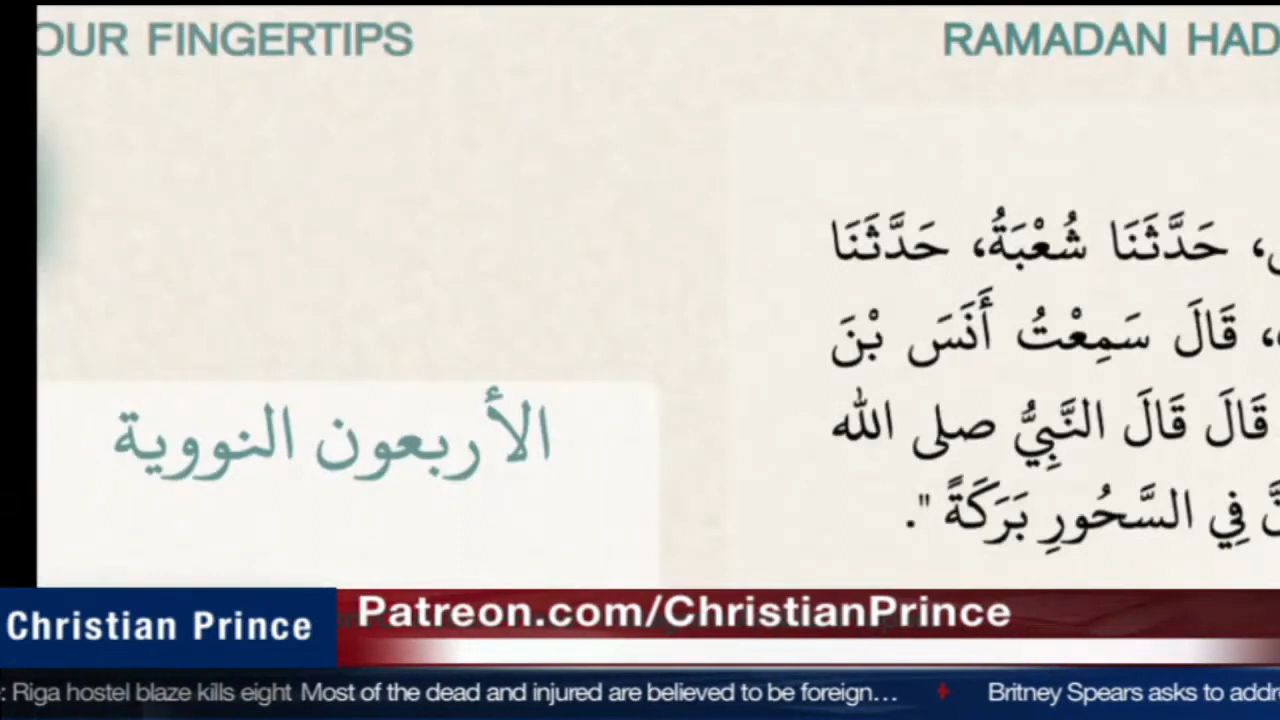 OUR FINGERTIPS
RAMADAN HAD
، حَدَّثَنَا شُعْبَةُ، حَدَّثَنَا
، قَالَ سَمِعْتُ أَنَسَ بْنَ
قَالَ قَالَ النَّبِيُّ صلى الله
فِي السَّحُورِ بَرَكَةً ".
الأربعون النووية
Christian Prince
Patreon.com/ChristianPrince
: Riga hostel blaze kills eight Most of the dead and injured are believed to be foreign…
Britney Spears asks to addre